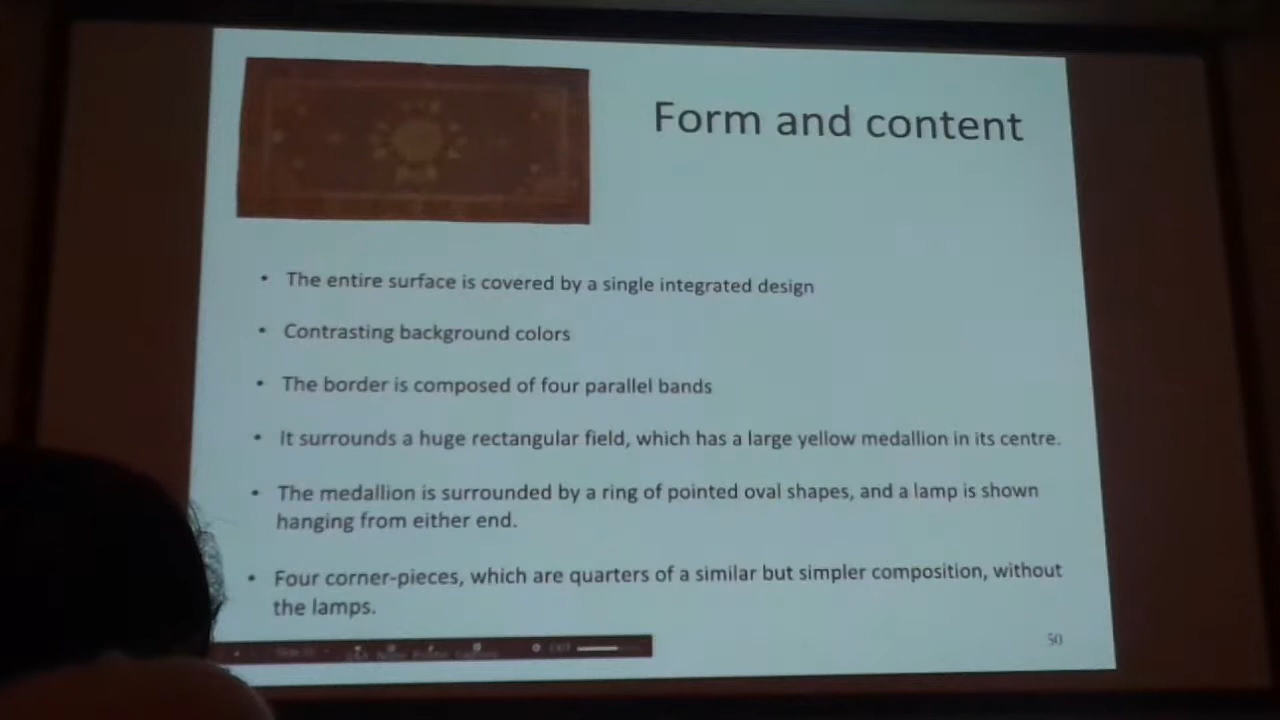 Form and content
• The entire surface is covered by a single integrated design
• Contrasting background colors
• The border is composed of four parallel bands
• It surrounds a huge rectangular field, which has a large yellow medallion in its centre.
• The medallion is surrounded by a ring of pointed oval shapes, and a lamp is shown
hanging from either end.
• Four corner-pieces, which are quarters of a similar but simpler composition, without
the lamps.
50